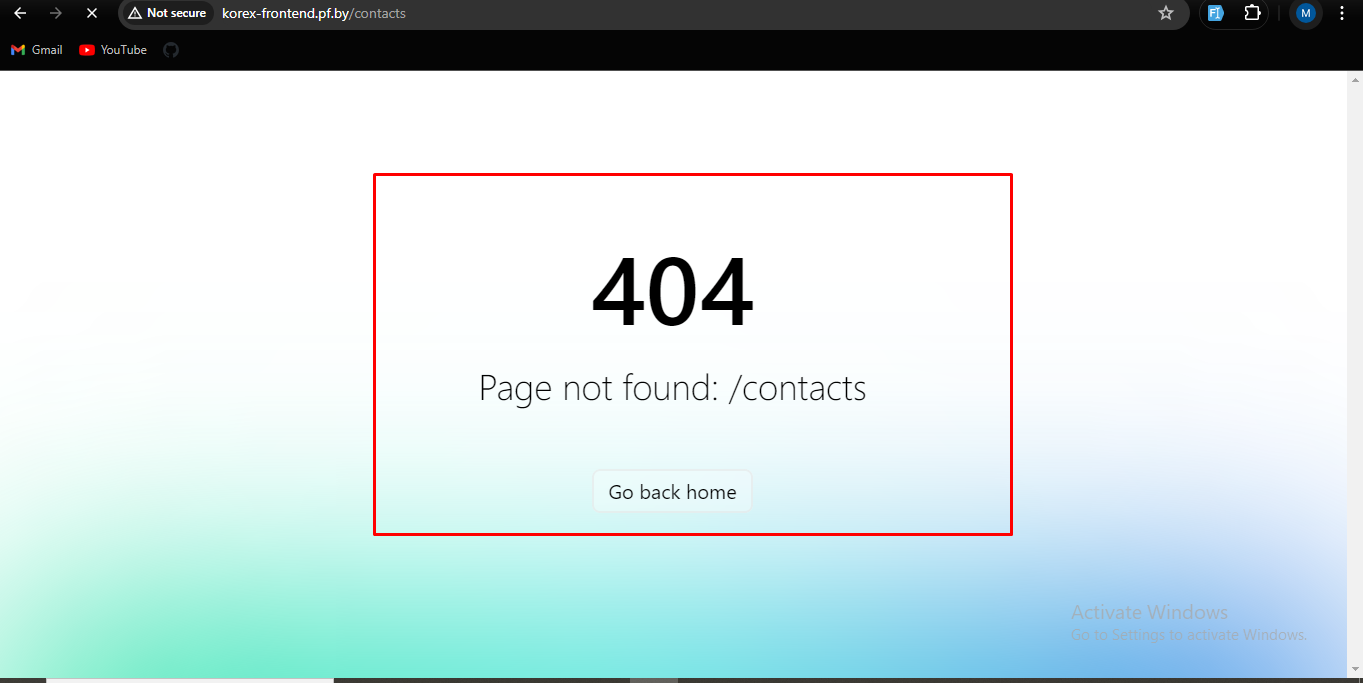 Not secure korex-frontend.pf.by/contacts
M
Gmail YouTube
404
Page not found: /contacts
Go back home
Activate Windows
Go to Settings to activate Windows.